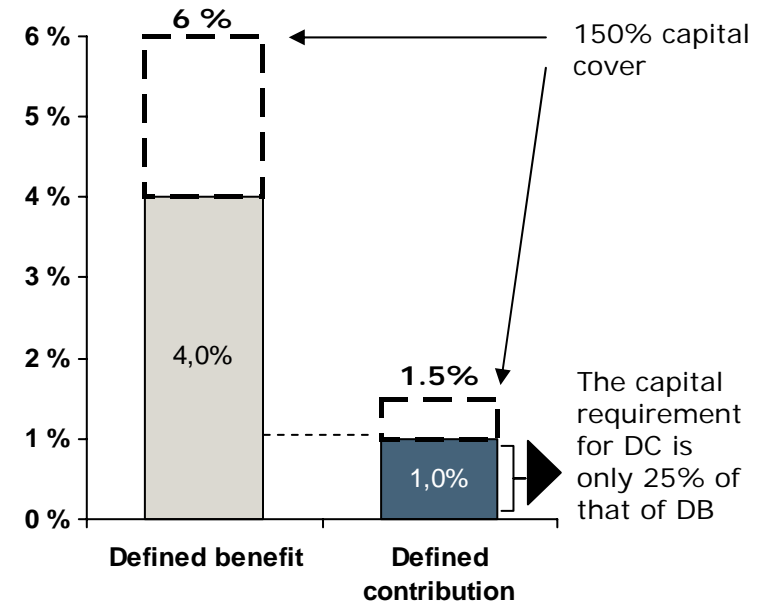 6 %
6 %
5 %
4 %
3 %
2 %
1 %
0 %
4,0%
1.5%
1,0%
150% capital
cover
The capital
requirement
for DC is
only 25% of
that of DB
Defined benefit
Defined
contribution